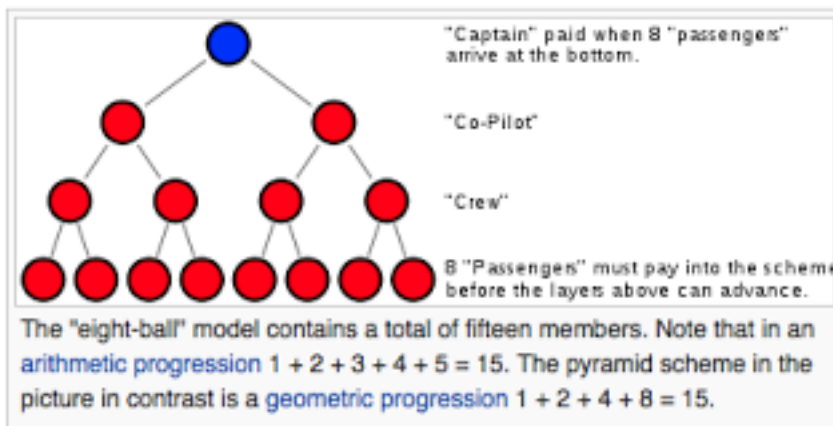 "Captain" paid when 8 "passengers"
arrive at the bottom.
"Co-Pilot"
"Crew"
8 "Passengers" must pay into the scheme
before the layers above can advance.
The "eight-ball" model contains a total of fifteen members. Note that in an
arithmetic progression 1 + 2 + 3 + 4 + 5 = 15. The pyramid scheme in the
picture in contrast is a geometric progression 1 + 2 + 4 + 8 = 15.